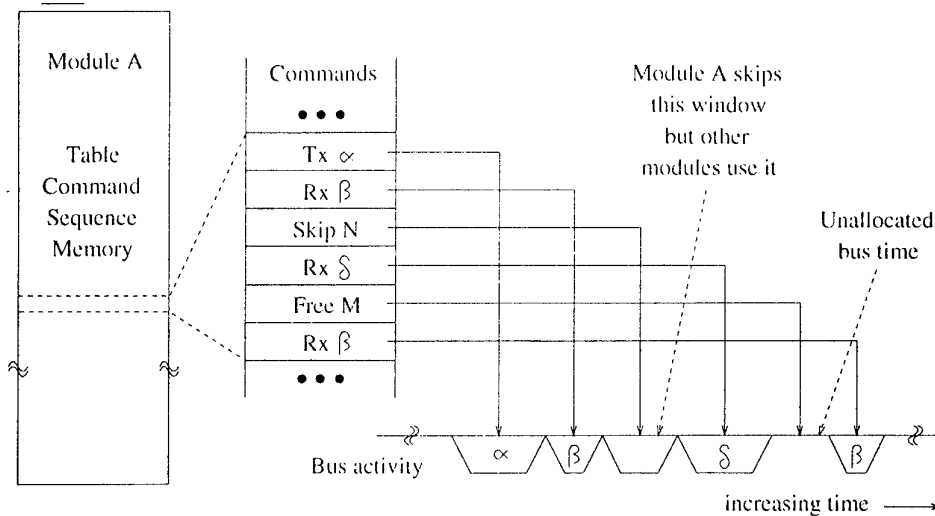 Module A
Table
Command
Sequence
Memory
Commands
• • •
Tx α
Rx β
Skip N
Rx δ
Free M
Rx β
• • •
Module A skips
this window
but other
modules use it
Unallocated
bus time
Bus activity
α
β
δ
β
increasing time